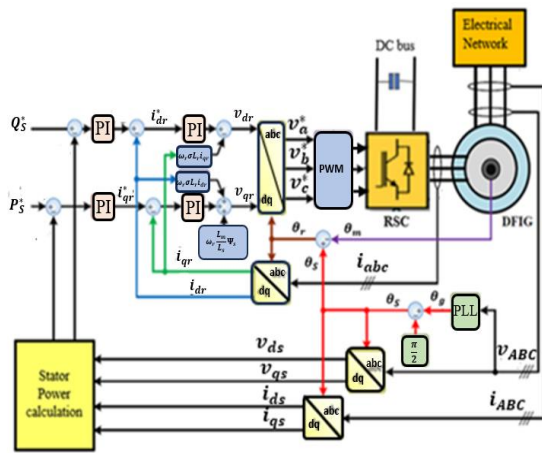 Electrical
Network
DC bus
Q*S
PI
i*dr
PI
vdr
abc
dq
v*a
v*b
v*c
PWM
RSC
DFIG
ωrσLriqr
ωrσLridr
P*S
PI
i*qr
PI
vqr
ωr Lm/Ls Ψs
θr
θm
θS
iqr
idr
abc
dq
iabc
θS
θg
PLL
π/2
vABC
vds
vqs
abc
dq
Stator
Power
calculation
ids
iqs
abc
dq
iABC